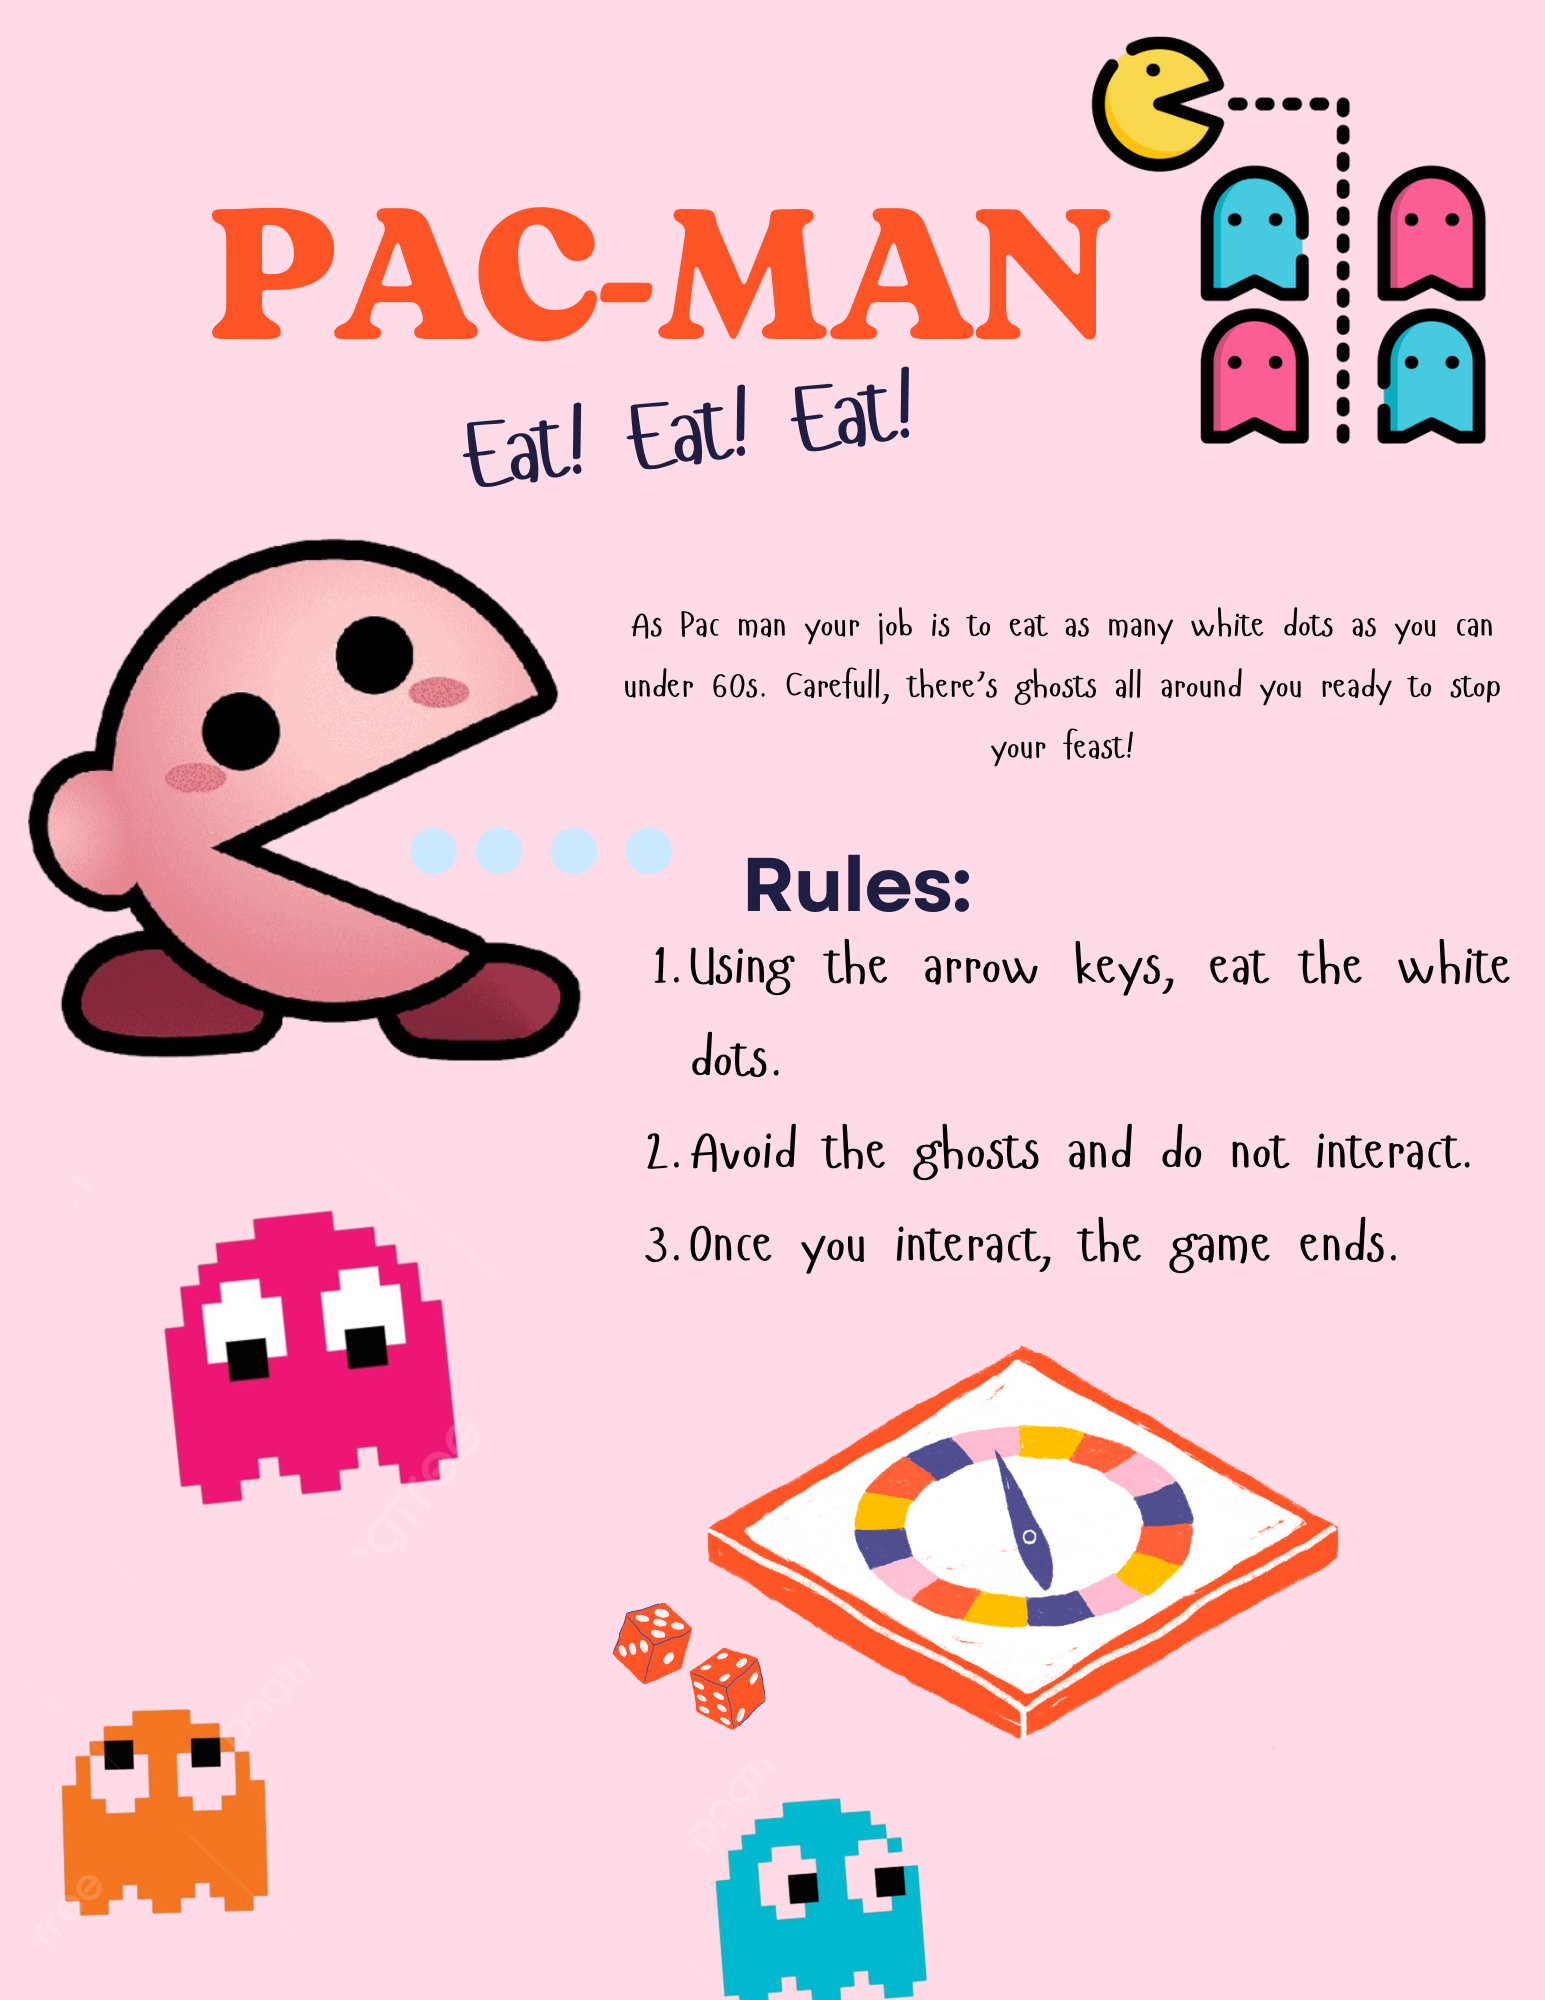 PAC-MAN
Eat! Eat! Eat!
As Pac man your job is to eat as many white dots as you can
under 60s. Carefull, there's ghosts all around you ready to stop
your feast!
Rules:
1. Using the arrow keys, eat the white
dots.
2. Avoid the ghosts and do not interact.
3. Once you interact, the game ends.